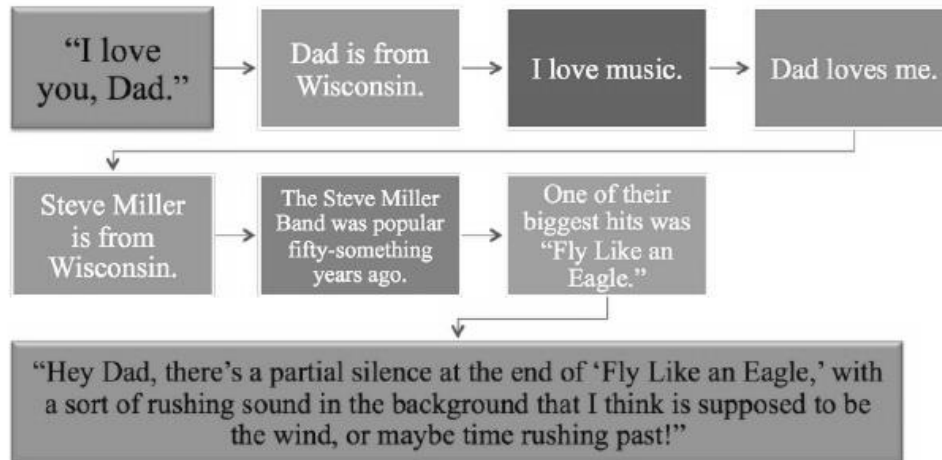 “I love
you, Dad.”
Dad is from
Wisconsin.
I love music.
Dad loves me.
Steve Miller
is from
Wisconsin.
The Steve Miller
Band was popular
fifty-something
years ago.
One of their
biggest hits was
“Fly Like an
Eagle.”
“Hey Dad, there’s a partial silence at the end of ‘Fly Like an Eagle,’ with
a sort of rushing sound in the background that I think is supposed to be
the wind, or maybe time rushing past!”